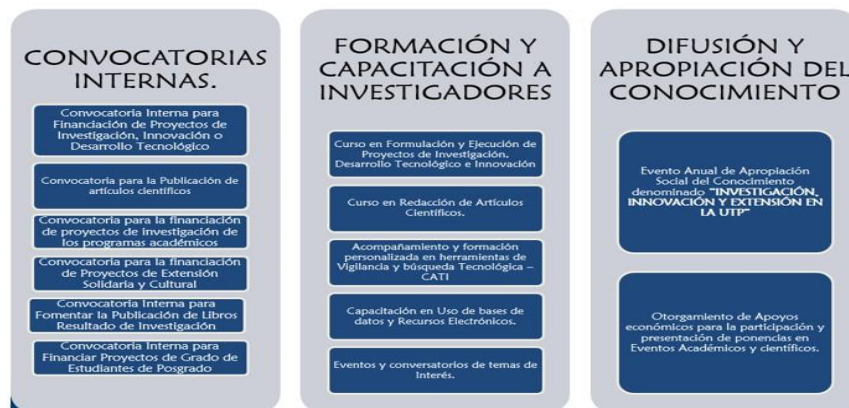 CONVOCATORIAS
INTERNAS.
Convocatoria Interna para
Financiación de Proyectos de
Investigación, Innovación o
Desarrollo Tecnológico
Convocatoria para la Publicación de
artículos científicos
Convocatoria para la financiación
de proyectos de investigación de
los programas académicos
Convocatoria para la financiación
de Proyectos de Extensión
Solidaria y Cultural
Convocatoria Interna para
Fomentar la Publicación de Libros
Resultado de Investigación
Convocatoria Interna para
Financiar Proyectos de Grado de
Estudiantes de Posgrado
FORMACIÓN Y
CAPACITACIÓN A
INVESTIGADORES
Curso en Formulación y Ejecución de
Proyectos de Investigación.
Desarrollo Tecnológico e Innovación
Curso en Redacción de Artículos
Científicos.
Acompañamiento y formación
personalizada en herramientas de
Vigilancia y búsqueda Tecnológica –
CATI
Capacitación en Uso de bases de
datos y Recursos Electrónicos.
Eventos y conversatorios de temas de
Interés.
DIFUSIÓN Y
APROPIACIÓN DEL
CONOCIMIENTO
Evento Anual de Apropiación
Social del Conocimiento
denominado "INVESTIGACIÓN,
INNOVACIÓN Y EXTENSIÓN EN
LA UTP"
Otorgamiento de Apoyos
económicos para la participación y
presentación de ponencias en
Eventos Académicos y científicos.